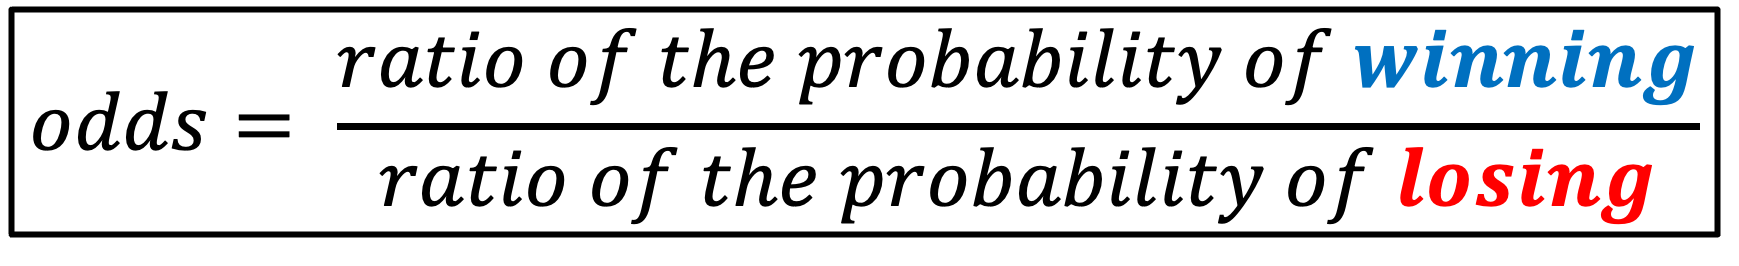 odds = ratio of the probability of winning
ratio of the probability of losing